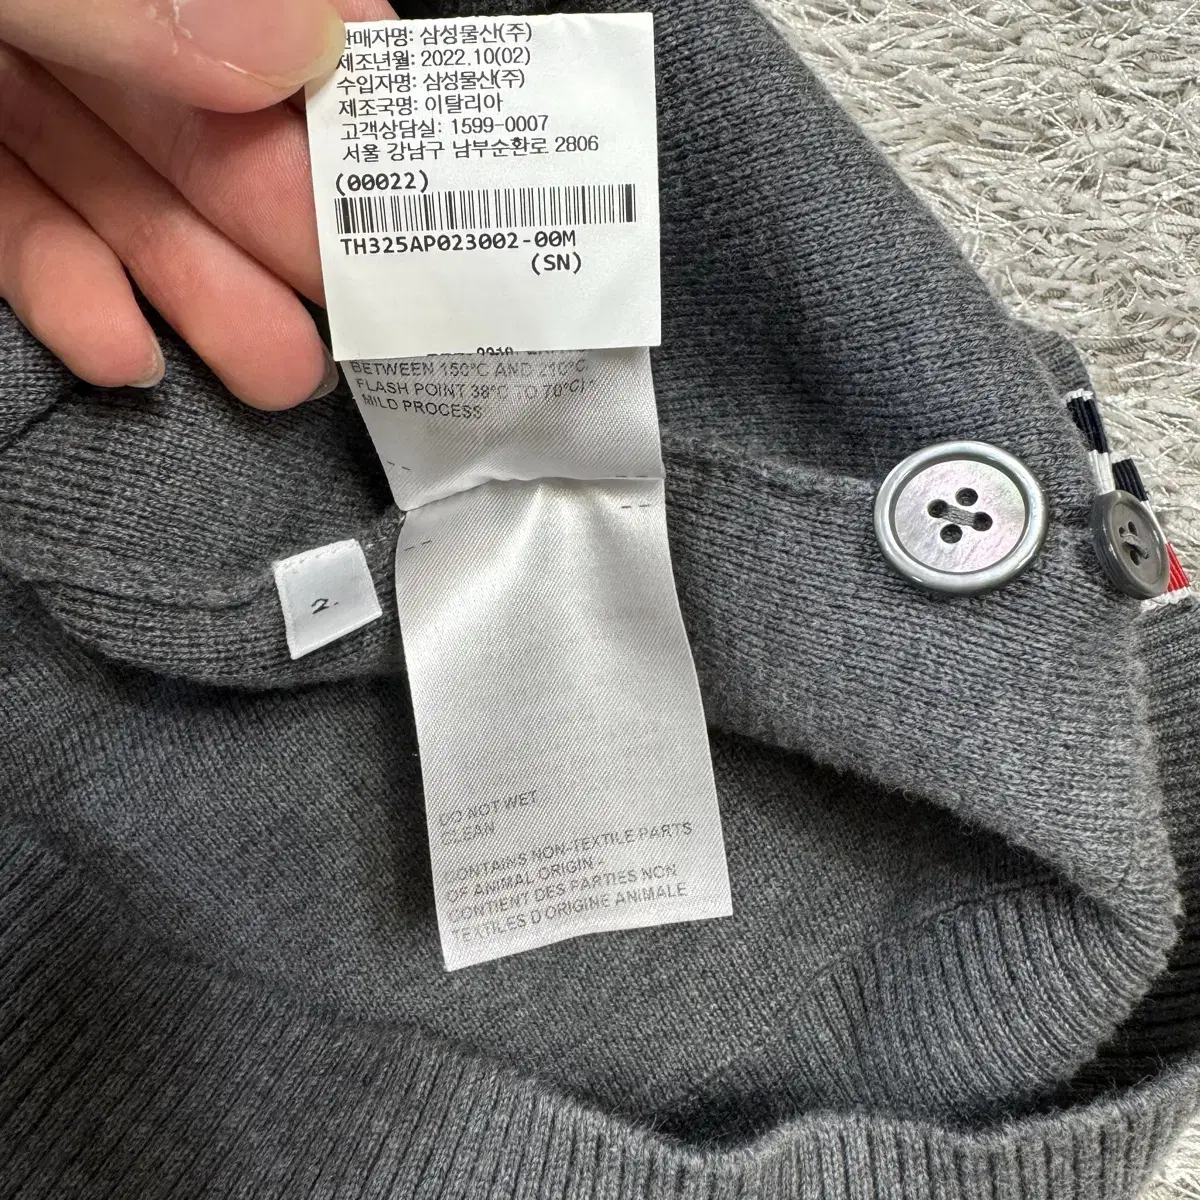 판매자명: 삼성물산(주)
제조년월: 2022.10(02)
수입자명: 삼성물산(주)
제조국명: 이탈리아
고객상담실: 1599-0007
서울 강남구 남부순환로 2806
(00022)
TH325AP023002-00M
(SN)
BETWEEN 150°C AND 210°C,
FLASH POINT 38°C TO 70°C)
MILD PROCESS
2.
DO NOT WET
CLEAN
CONTAINS NON-TEXTILE PARTS
OF ANIMAL ORIGIN -
CONTIENT DES PARTIES NON
TEXTILES D'ORIGINE ANIMALE